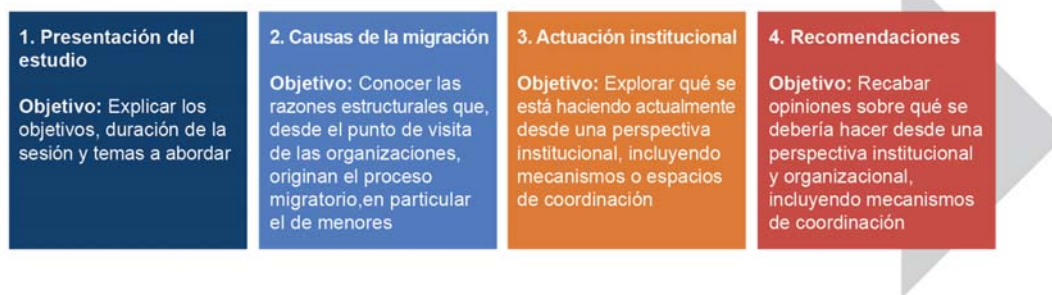 1. Presentación del
estudio
Objetivo: Explicar los
objetivos, duración de la
sesión y temas a abordar
2. Causas de la migración
Objetivo: Conocer las
razones estructurales que,
desde el punto de visita
de las organizaciones,
originan el proceso
migratorio,en particular
el de menores
3. Actuación institucional
Objetivo: Explorar qué se
está haciendo actualmente
desde una perspectiva
institucional, incluyendo
mecanismos o espacios
de coordinación
4. Recomendaciones
Objetivo: Recabar
opiniones sobre qué se
debería hacer desde una
perspectiva institucional
y organizacional,
incluyendo mecanismos
de coordinación